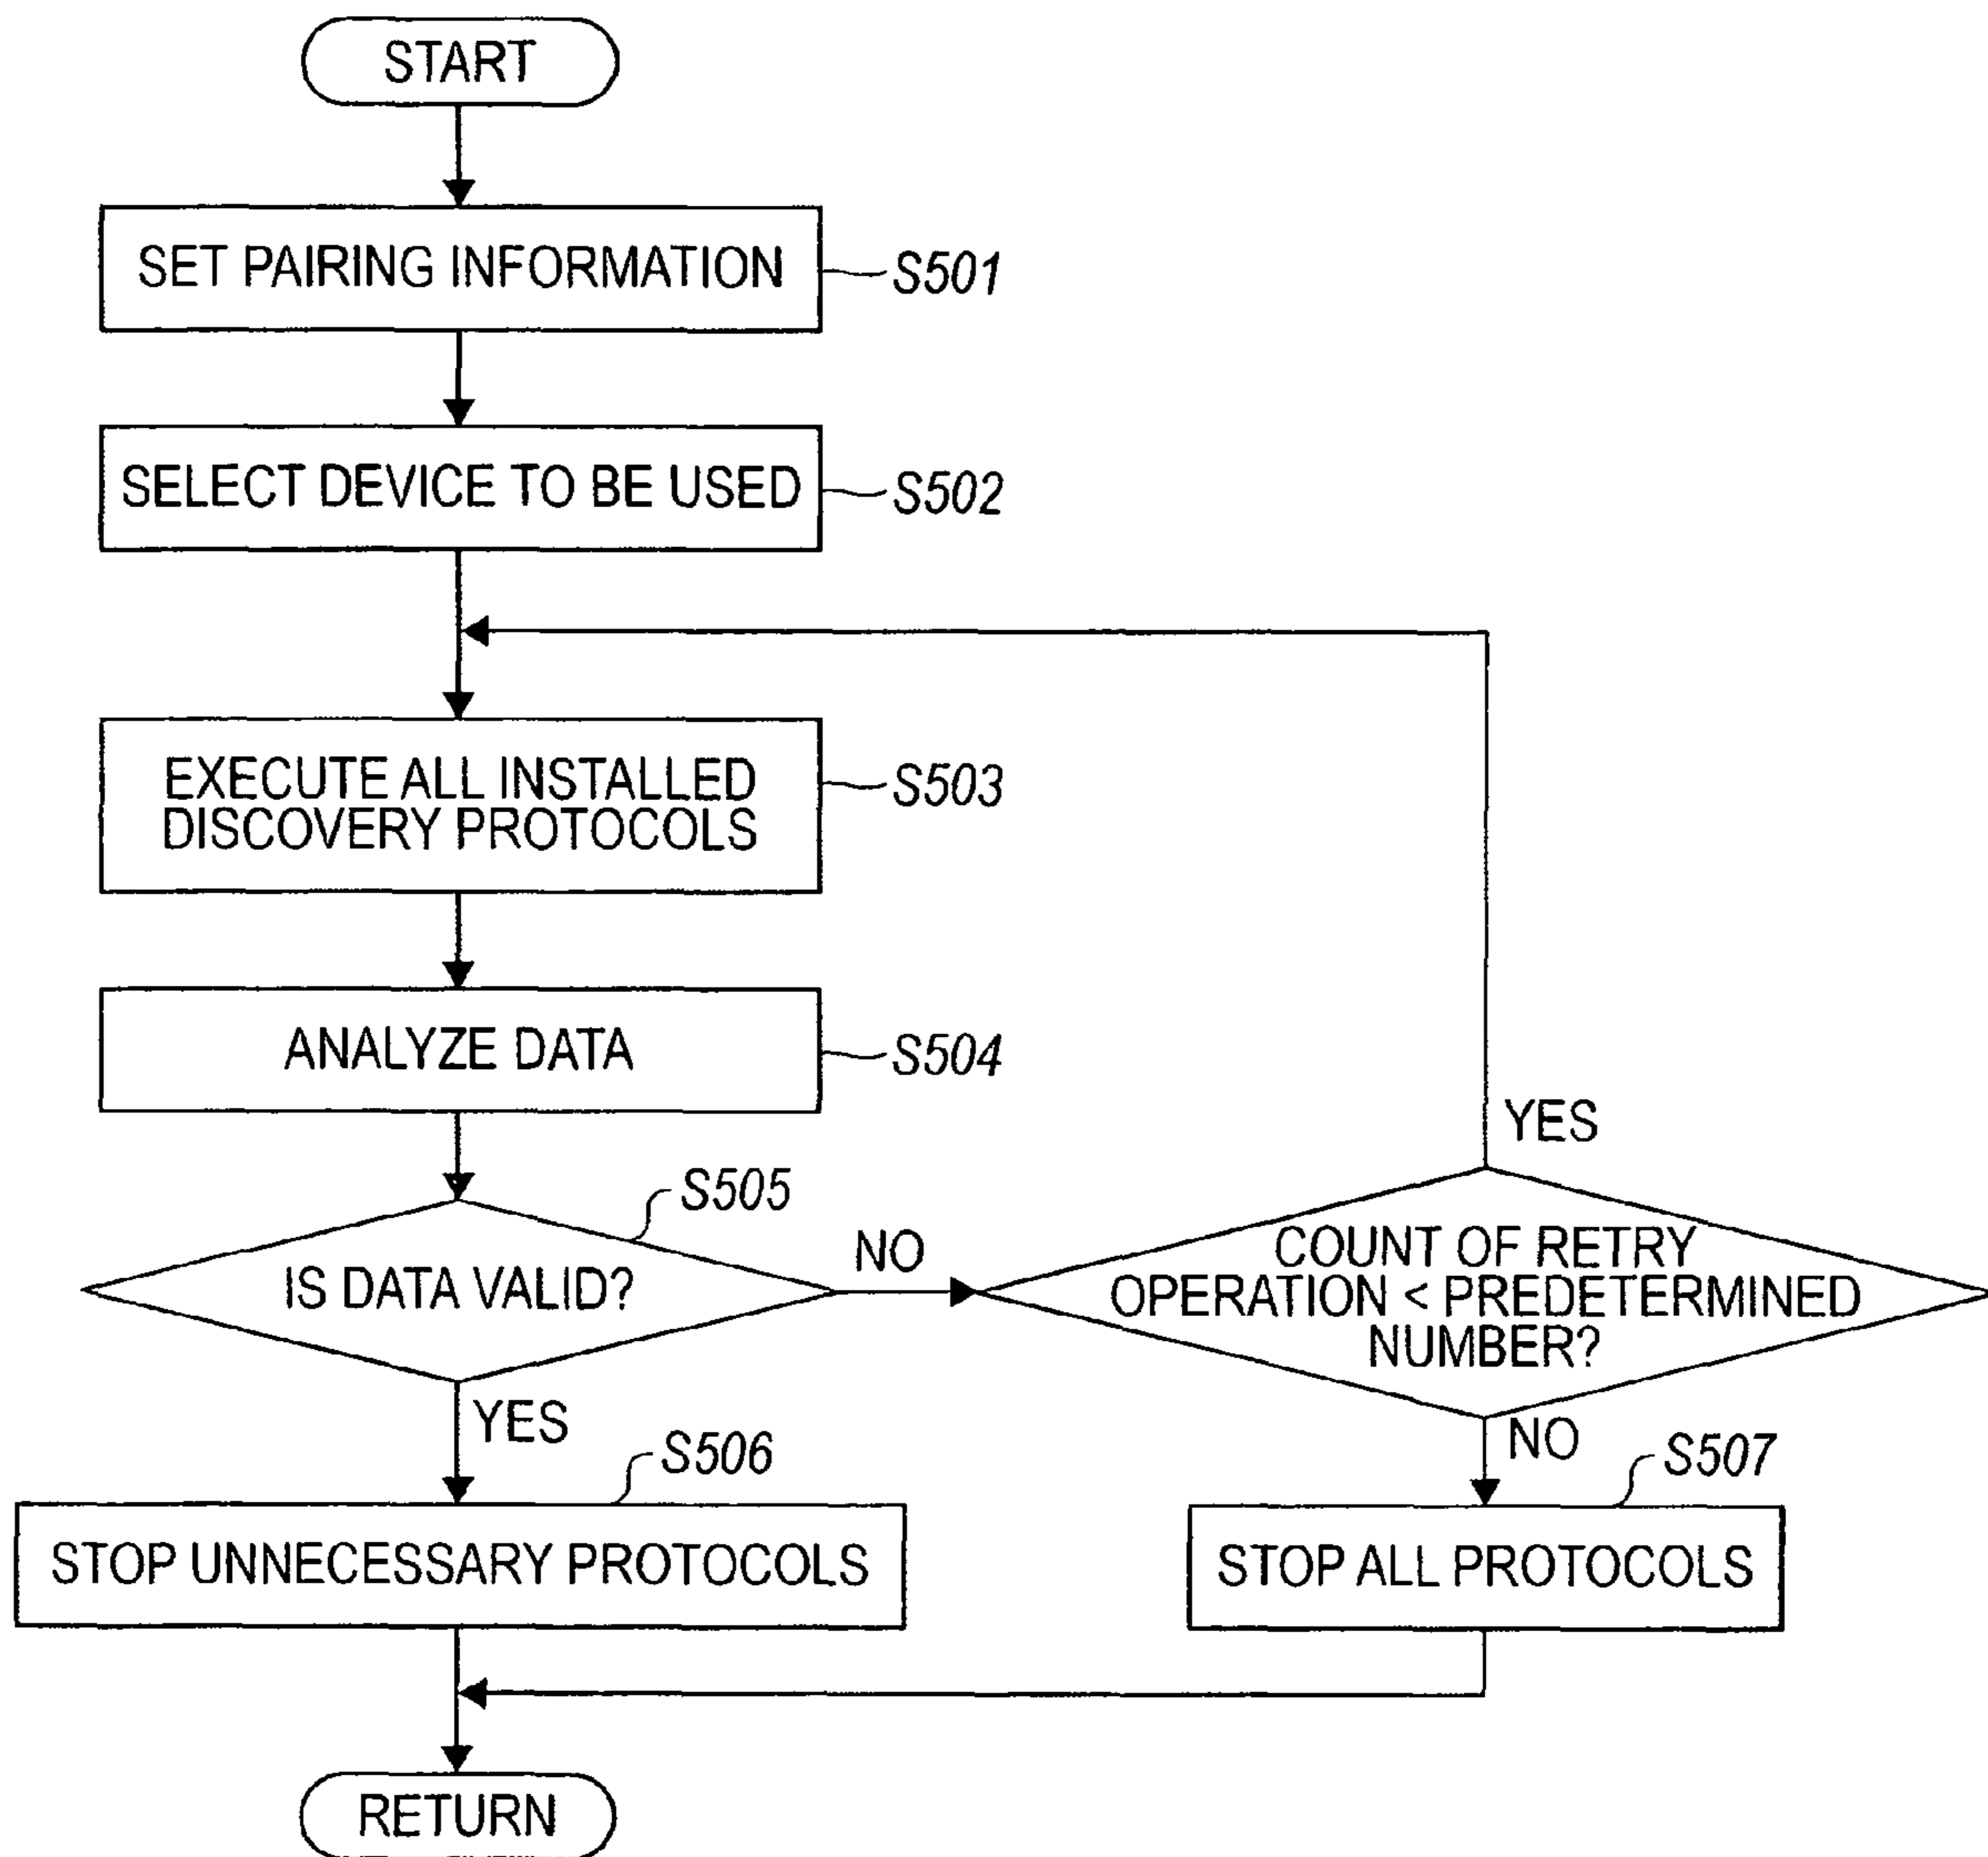 START
SET PAIRING INFORMATION
S501
SELECT DEVICE TO BE USED
S502
EXECUTE ALL INSTALLED
DISCOVERY PROTOCOLS
S503
ANALYZE DATA
S504
S505
IS DATA VALID?
NO
YES
COUNT OF RETRY
OPERATION < PREDETERMINED
NUMBER?
YES
NO
S506
STOP UNNECESSARY PROTOCOLS
S507
STOP ALL PROTOCOLS
RETURN